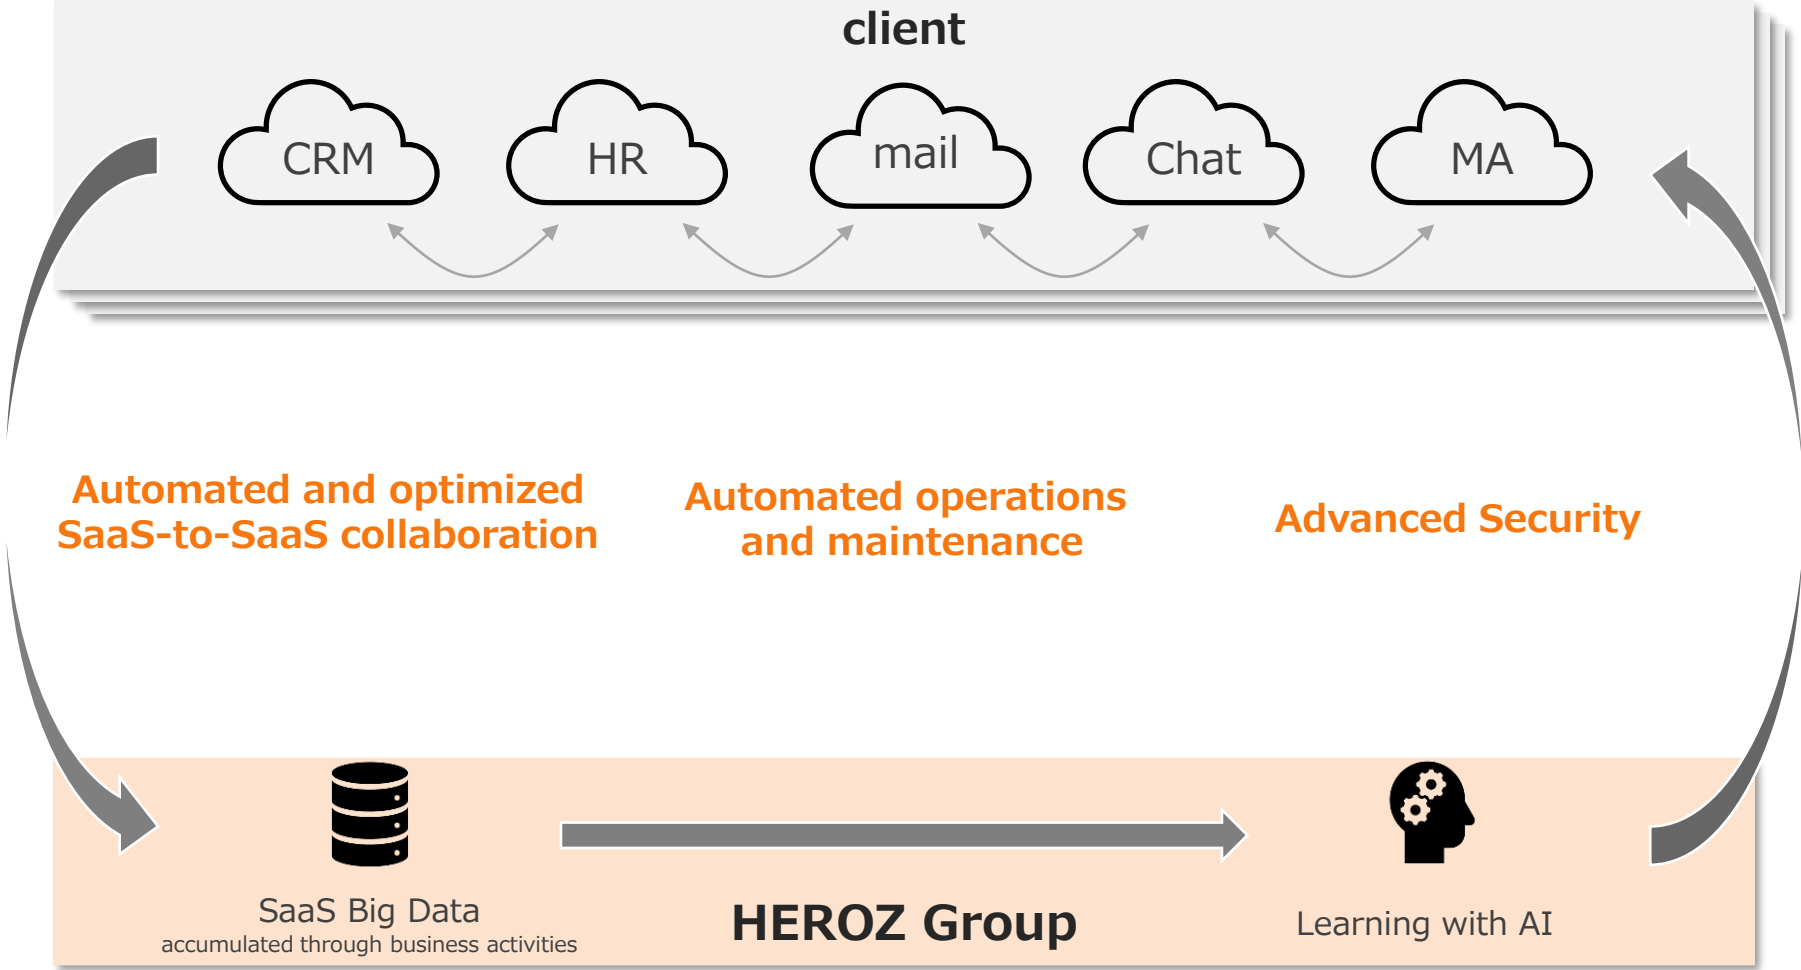 client
CRM
HR
mail
Chat
MA
Automated and optimized
SaaS-to-SaaS collaboration
Automated operations
and maintenance
Advanced Security
SaaS Big Data
accumulated through business activities
HEROZ Group
Learning with AI